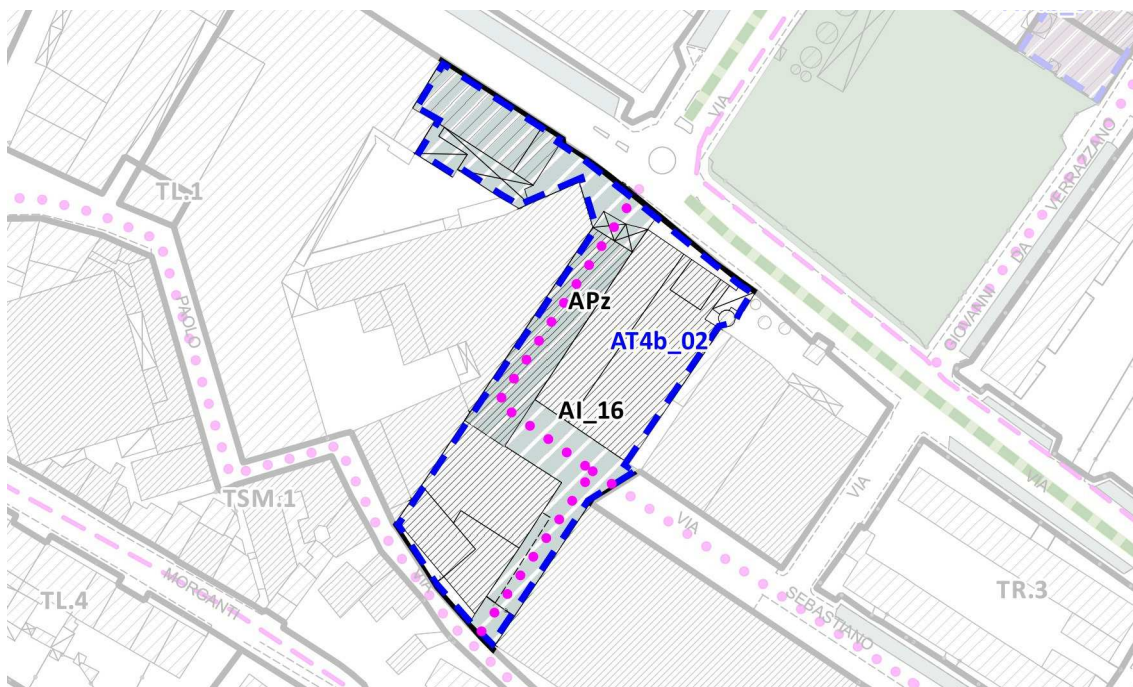 VIA
VERRAZZANO
DA
GIOVANNI
TL.1
PAOLO
APz
AT4b_02
AI_16
TSM.1
VIA
VIA
VIA
VIA
SEBASTIANO
TR.3
MORGANTI
TL.4